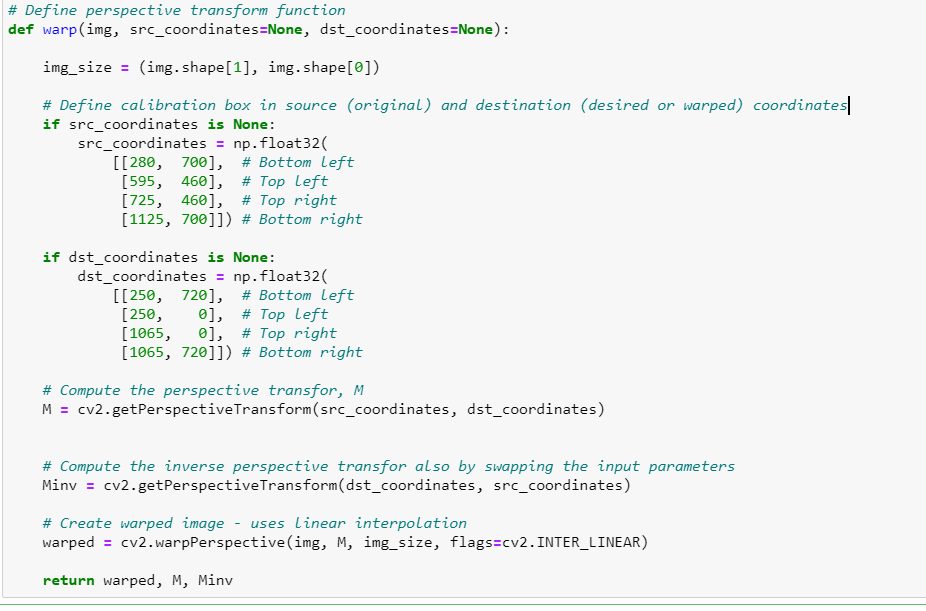 # Define perspective transform function
def warp(img, src_coordinates=None, dst_coordinates=None):
img_size = (img.shape[1], img.shape[0])
# Define calibration box in source (original) and destination (desired or warped) coordinates
if src_coordinates is None:
src_coordinates = np.float32(
[[280, 700], # Bottom left
[595, 460], # Top left
[725, 460], # Top right
[1125, 700]]) # Bottom right
if dst_coordinates is None:
dst_coordinates = np.float32(
[[250, 720], # Bottom left
[250, 0], # Top left
[1065, 0], # Top right
[1065, 720]]) # Bottom right
# Compute the perspective transfor, M
M = cv2.getPerspectiveTransform(src_coordinates, dst_coordinates)
# Compute the inverse perspective transfor also by swapping the input parameters
Minv = cv2.getPerspectiveTransform(dst_coordinates, src_coordinates)
# Create warped image - uses linear interpolation
warped = cv2.warpPerspective(img, M, img_size, flags=cv2.INTER_LINEAR)
return warped, M, Minv